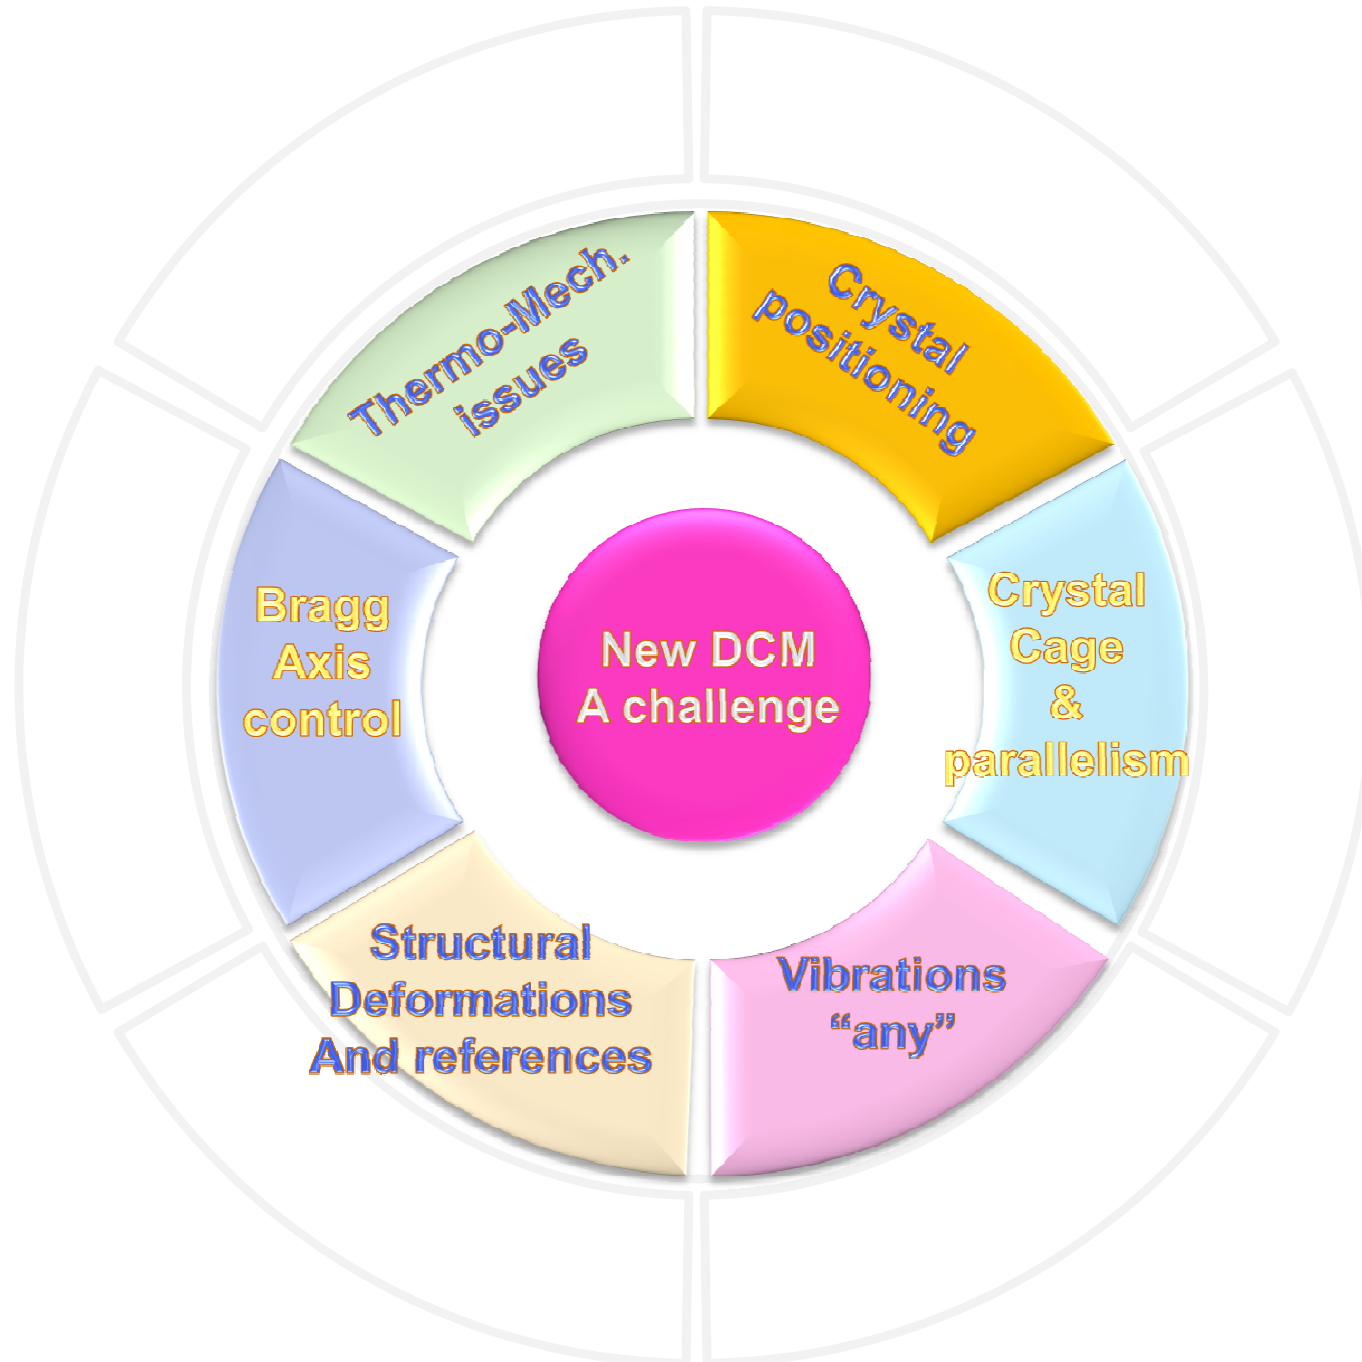 Thermo-Mech.
issues
Crystal
positioning
Bragg
Axis
control
New DCM
A challenge
Crystal
Cage
&
parallelism
Structural
Deformations
And references
Vibrations
“any”